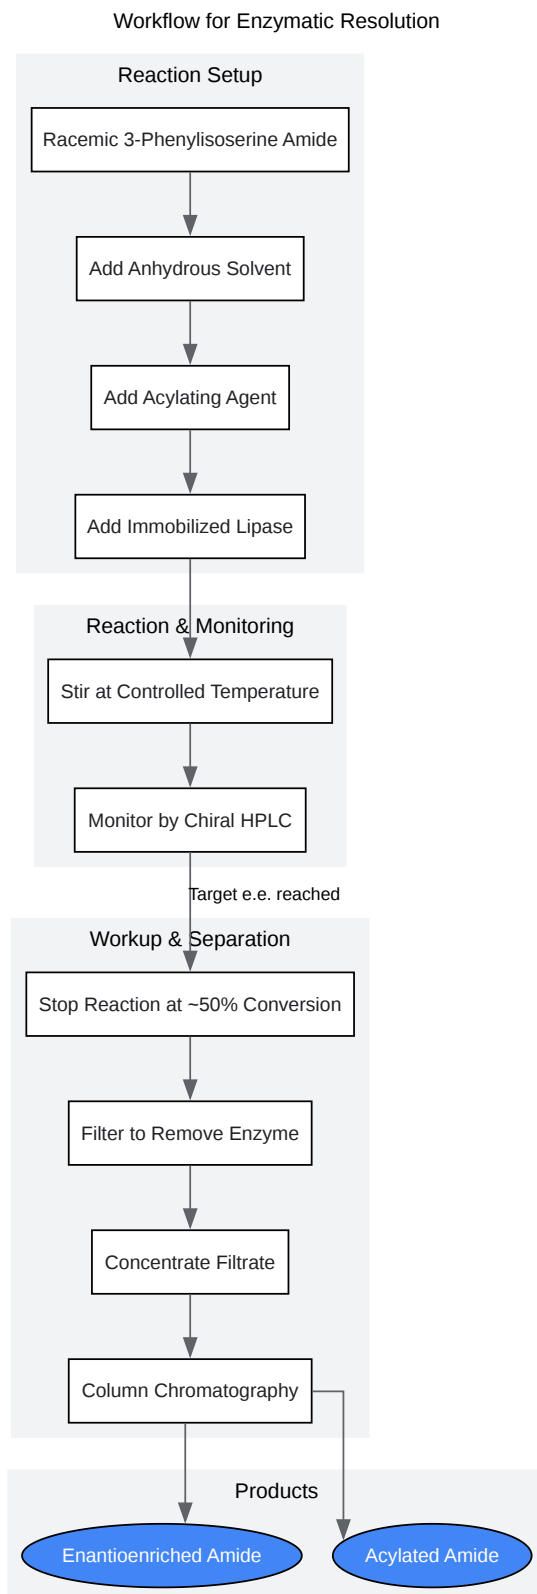 Workflow for Enzymatic Resolution
Reaction Setup
Racemic 3-Phenylisoserine Amide
Add Anhydrous Solvent
Add Acylating Agent
Add Immobilized Lipase
Reaction & Monitoring
Stir at Controlled Temperature
Monitor by Chiral HPLC
Target e.e. reached
Workup & Separation
Stop Reaction at ~50% Conversion
Filter to Remove Enzyme
Concentrate Filtrate
Column Chromatography
Products
Enantioenriched Amide
Acylated Amide